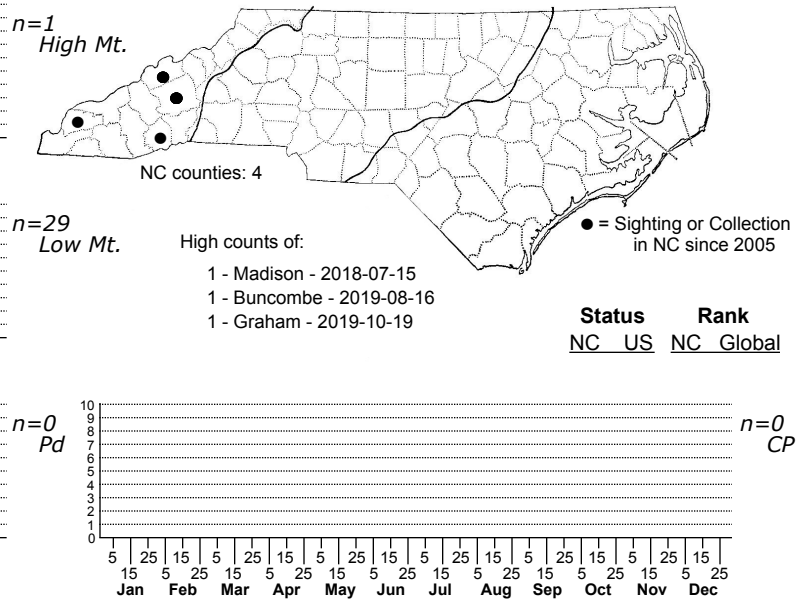 n=1
High Mt.
NC counties: 4
n=29
Low Mt.
High counts of:
1 - Madison - 2018-07-15
1 - Buncombe - 2019-08-16
1 - Graham - 2019-10-19
● = Sighting or Collection
in NC since 2005
Status Rank
NC US NC Global
n=0
Pd
n=0
CP
10
9
8
7
6
5
4
3
2
1
0
5 25 15 5 25 15 5 25 15 5 25 15 5 25 15 5 25 15
15 5 25 15 5 25 15 5 25 15 5 25 15 5 25 15 5 25
Jan Feb Mar Apr May Jun Jul Aug Sep Oct Nov Dec